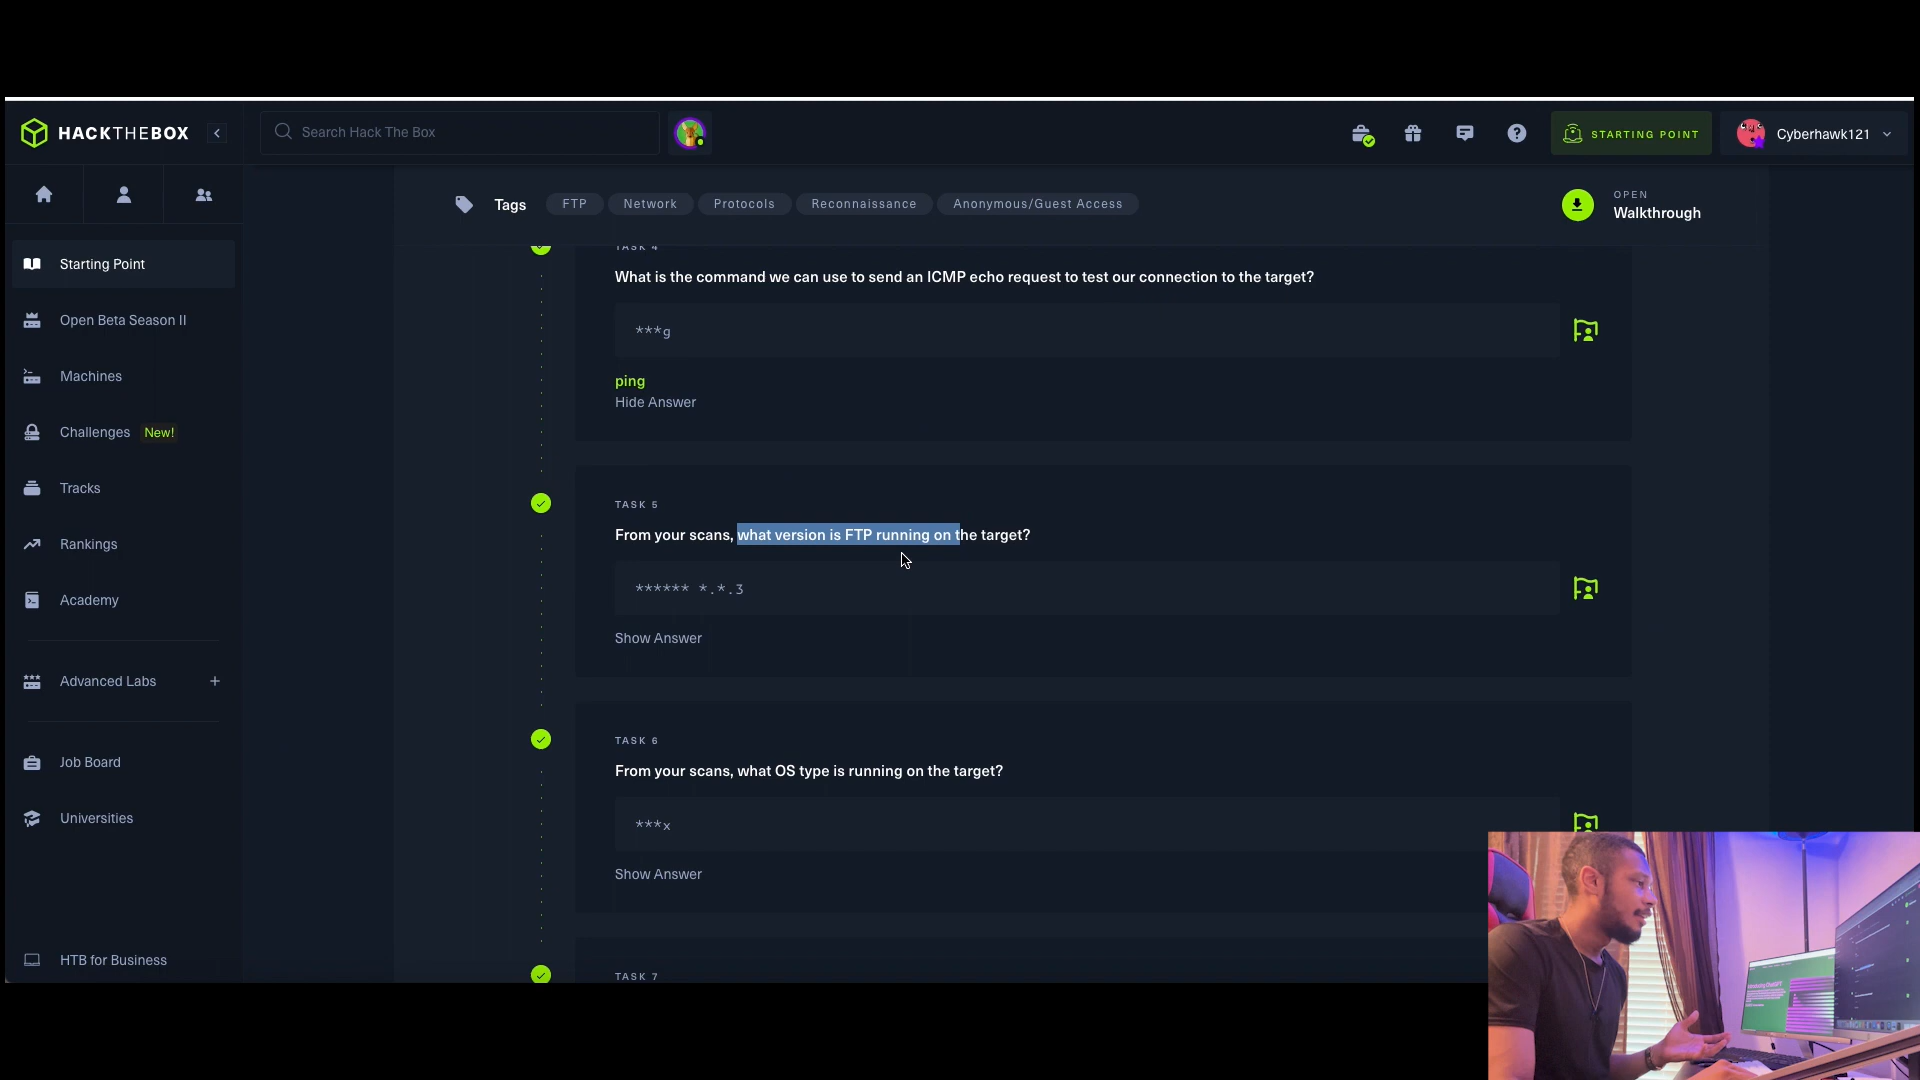 HACKTHEBOX
Search Hack The Box
STARTING POINT
Cyberhawk121
Tags
FTP
Network
Protocols
Reconnaissance
Anonymous/Guest Access
OPEN
Walkthrough
Starting Point
Open Beta Season II
Machines
Challenges New!
Tracks
Rankings
Academy
Advanced Labs +
Job Board
Universities
HTB for Business
TASK 4
What is the command we can use to send an ICMP echo request to test our connection to the target?
***g
ping
Hide Answer
TASK 5
From your scans, what version is FTP running on the target?
****** *.*.3
Show Answer
TASK 6
From your scans, what OS type is running on the target?
***x
Show Answer
TASK 7
Introducing ChatGPT